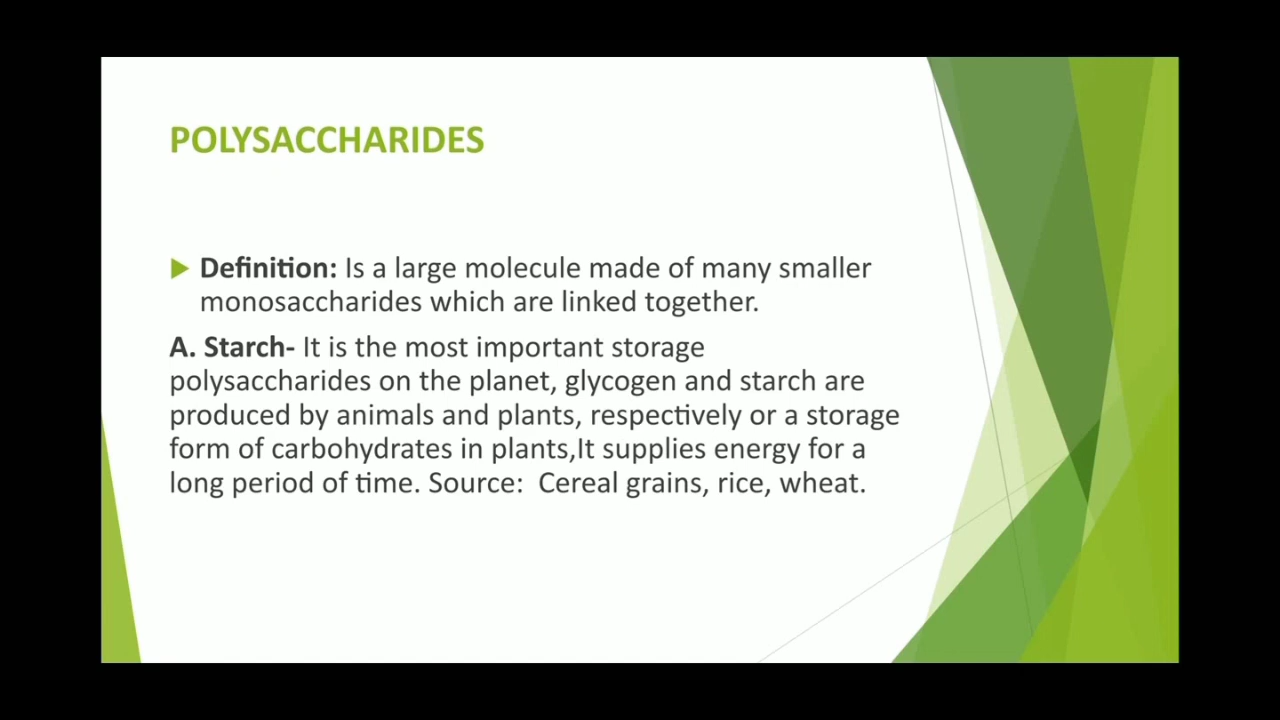 POLYSACCHARIDES
Definition: Is a large molecule made of many smaller
monosaccharides which are linked together.
A. Starch- It is the most important storage
polysaccharides on the planet, glycogen and starch are
produced by animals and plants, respectively or a storage
form of carbohydrates in plants,It supplies energy for a
long period of time. Source:  Cereal grains, rice, wheat.